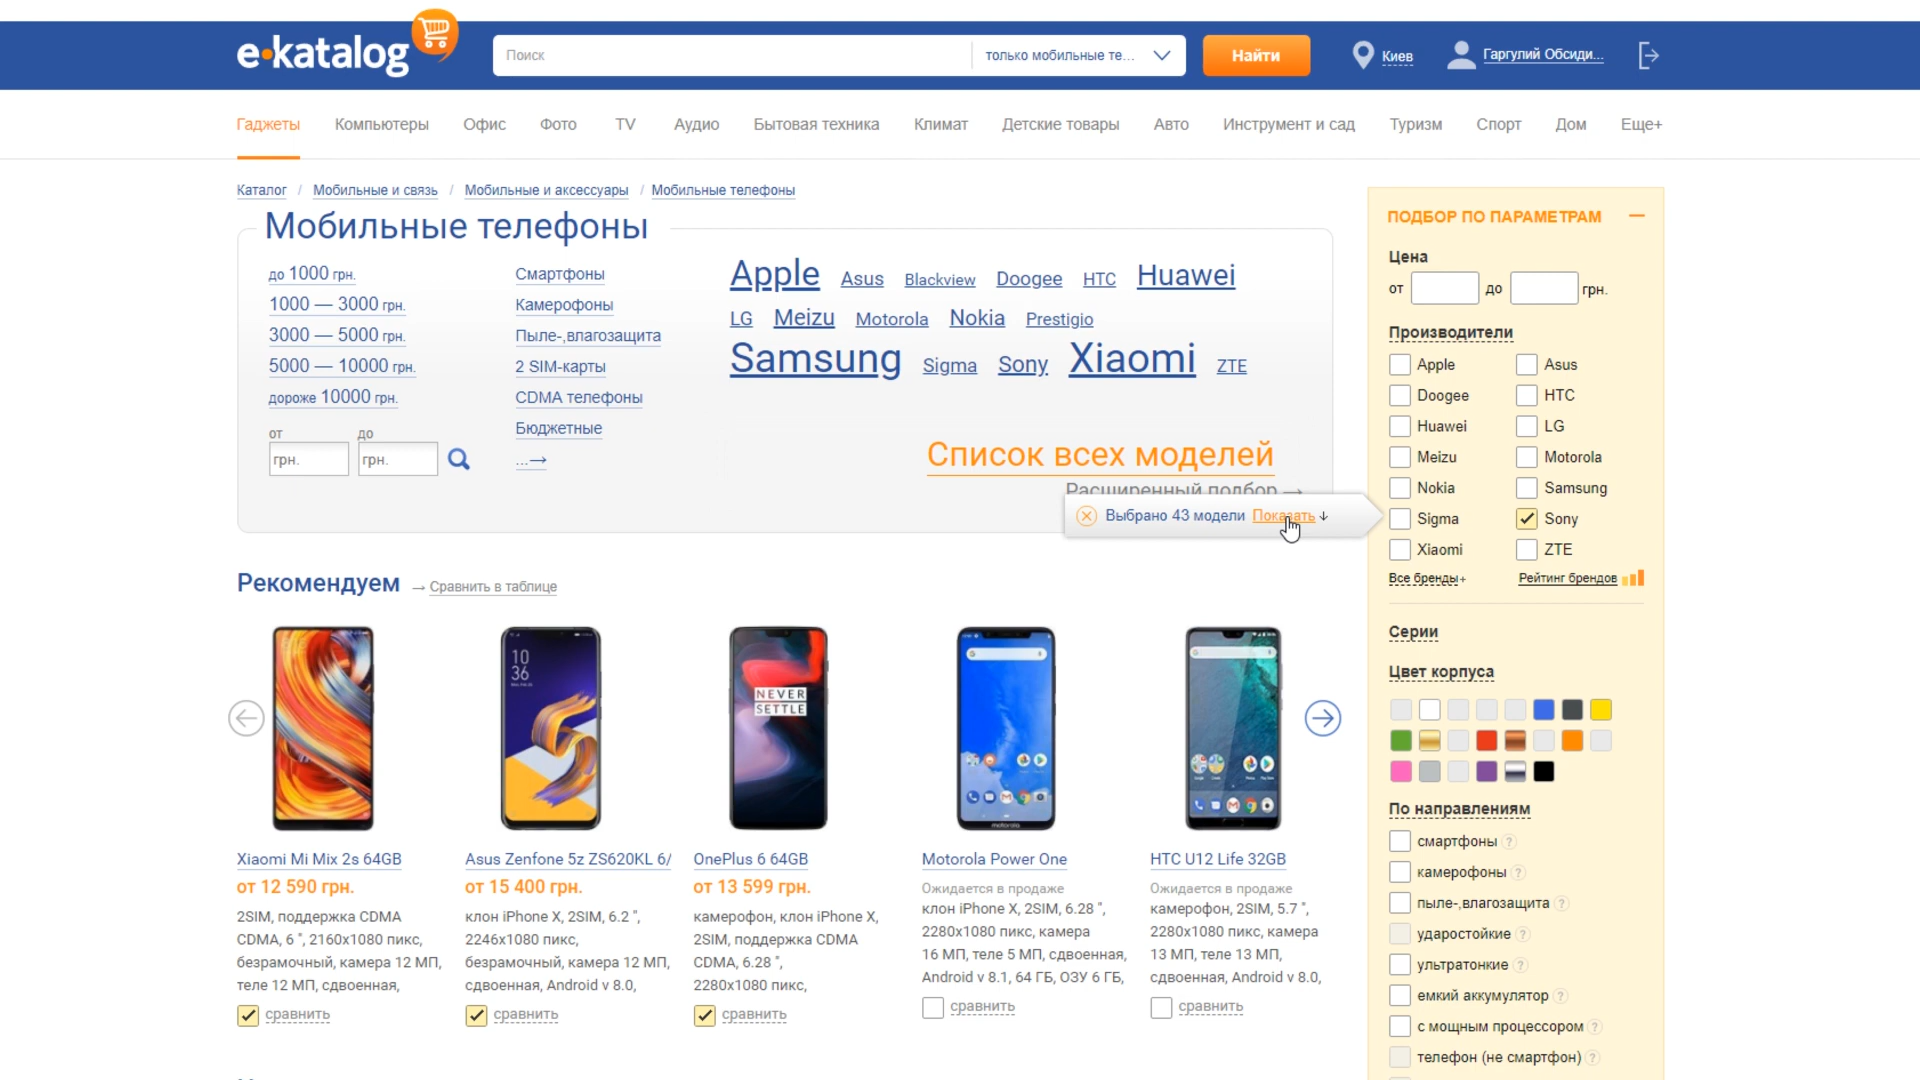 e·katalog
Поиск
только мобильные те...
Найти
Киев
Гаргулий Обсиди...
Гаджеты Компьютеры Офис Фото TV Аудио Бытовая техника Климат Детские товары Авто Инструмент и сад Туризм Спорт Дом Еще+
Каталог / Мобильные и связь / Мобильные и аксессуары / Мобильные телефоны
Мобильные телефоны
до 1000 грн.
1000 — 3000 грн.
3000 — 5000 грн.
5000 — 10000 грн.
дороже 10000 грн.
от до
грн. грн.
Смартфоны
Камерофоны
Пыле-,влагозащита
2 SIM-карты
CDMA телефоны
Бюджетные
...→
Apple Asus Blackview Doogee HTC Huawei
LG Meizu Motorola Nokia Prestigio
Samsung Sigma Sony Xiaomi ZTE
Список всех моделей
Расширенный подбор →
Выбрано 43 модели Показать ↓
Рекомендуем → Сравнить в таблице
NEVER
SETTLE
10
36
motorola
Xiaomi Mi Mix 2s 64GB
от 12 590 грн.
2SIM, поддержка CDMA
CDMA, 6 ", 2160x1080 пикс,
безрамочный, камера 12 МП,
теле 12 МП, сдвоенная,
сравнить
Asus Zenfone 5z ZS620KL 6/
от 15 400 грн.
клон iPhone X, 2SIM, 6.2 ",
2246x1080 пикс,
безрамочный, камера 12 МП,
сдвоенная, Android v 8.0,
сравнить
OnePlus 6 64GB
от 13 599 грн.
камерофон, клон iPhone X,
2SIM, поддержка CDMA
CDMA, 6.28 ",
2280x1080 пикс,
сравнить
Motorola Power One
Ожидается в продаже
клон iPhone X, 2SIM, 6.28 ",
2280x1080 пикс, камера
16 МП, теле 5 МП, сдвоенная,
Android v 8.1, 64 ГБ, ОЗУ 6 ГБ,
сравнить
HTC U12 Life 32GB
Ожидается в продаже
камерофон, 2SIM, 5.7 ",
2280x1080 пикс, камера
13 МП, теле 13 МП,
сдвоенная, Android v 8.0,
сравнить
ПОДБОР ПО ПАРАМЕТРАМ
Цена
от до грн.
Производители
Apple Asus
Doogee HTC
Huawei LG
Meizu Motorola
Nokia Samsung
Sigma Sony
Xiaomi ZTE
Все бренды+ Рейтинг брендов
Серии
Цвет корпуса
По направлениям
смартфоны ?
камерофоны ?
пыле-,влагозащита ?
ударостойкие ?
ультратонкие ?
емкий аккумулятор ?
с мощным процессором ?
телефон (не смартфон) ?